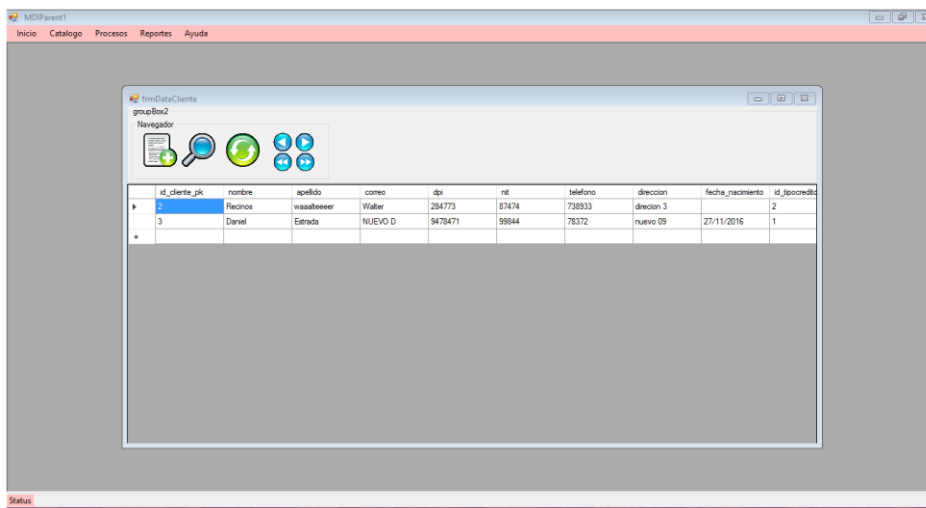 MDIParent1
Inicio Catalogo Procesos Reportes Ayuda
frmDataCliente
groupBox2
Navegador
id_cliente_pk nombre apellido correo dpi nit telefono direccion fecha_nacimiento id_tipocredito
2 Recinos waaalteeeer Walter 284773 87474 738933 direcion 3 2
3 Daniel Estrada NUEVO D 9478471 99844 78372 nuevo 09 27/11/2016 1
Status